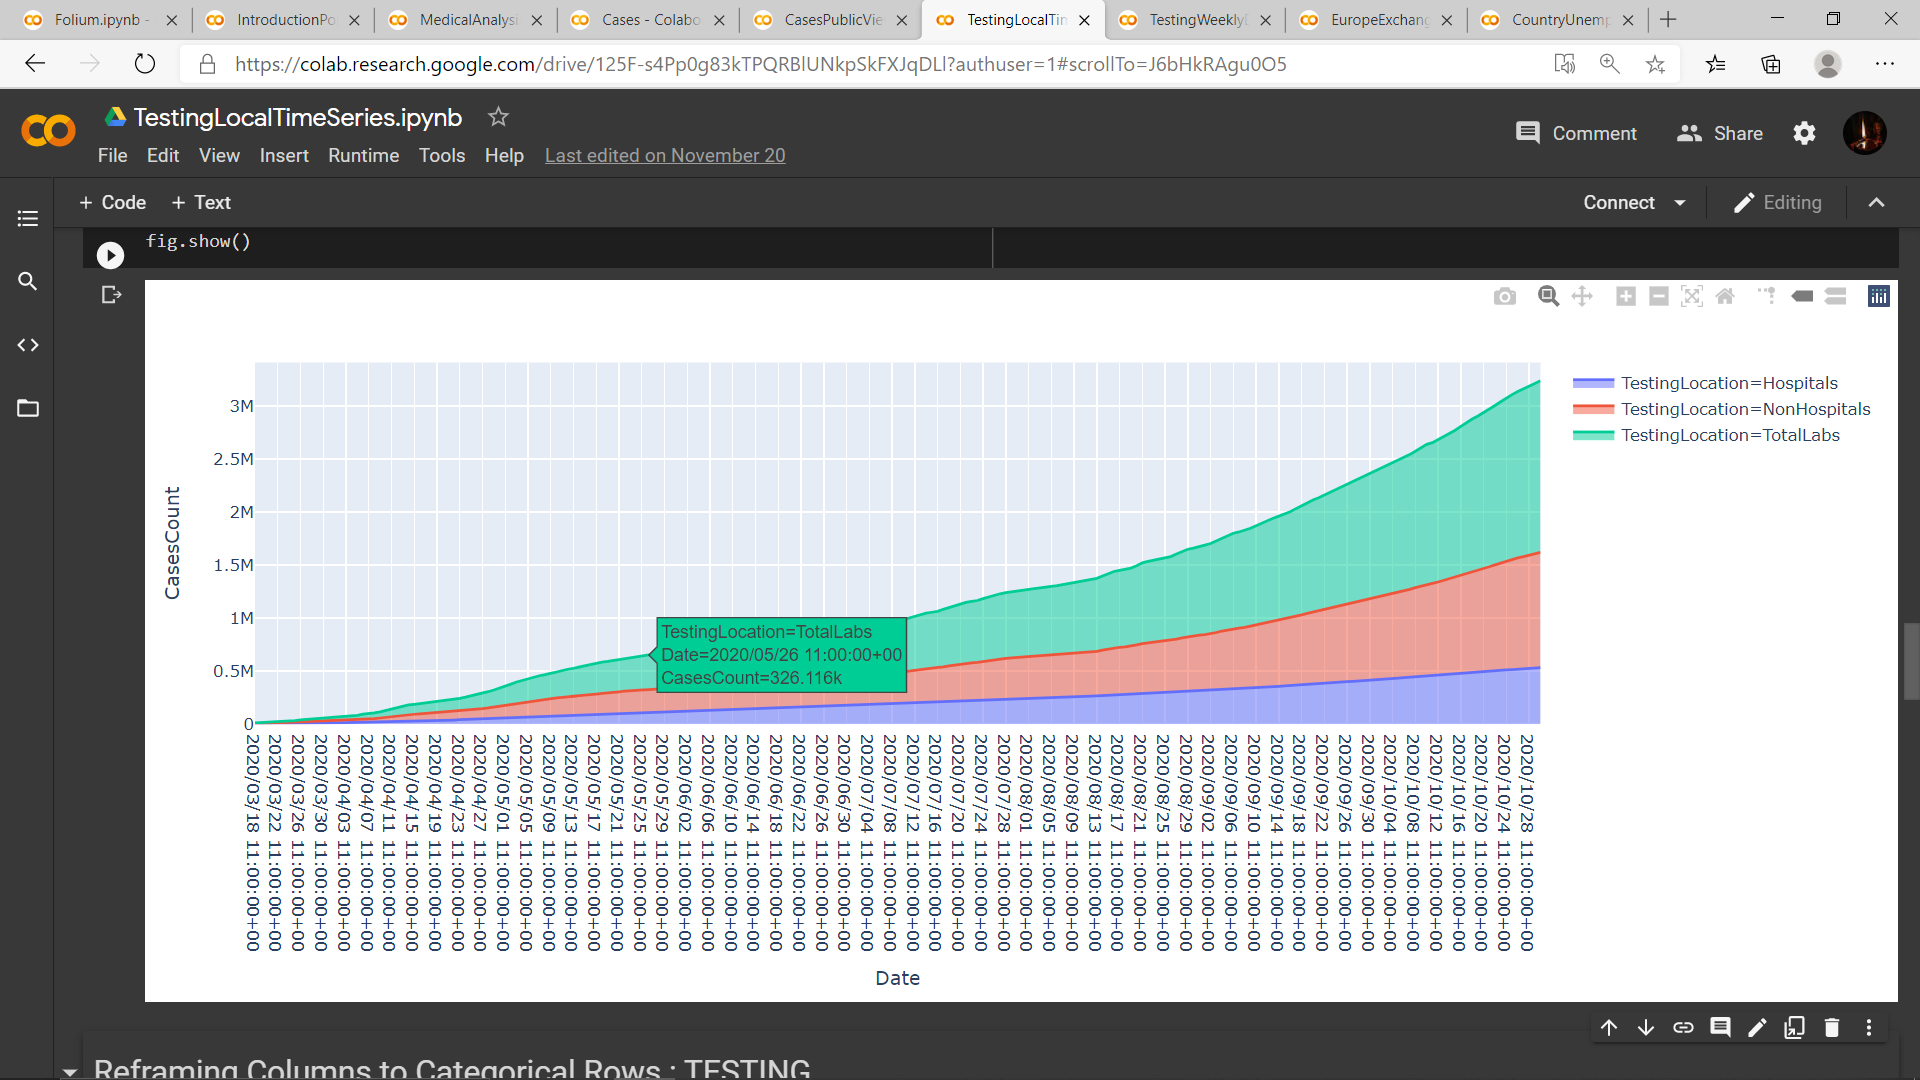 Folium.ipynb -
IntroductionPo
MedicalAnalysi
Cases - Colabo
CasesPublicVie
TestingLocalTim
TestingWeeklyD
EuropeExchang
CountryUnemp
https://colab.research.google.com/drive/125F-s4Pp0g83kTPQRBlUNkpSkFXJqDLl?authuser=1#scrollTo=J6bHkRAgu0O5
TestingLocalTimeSeries.ipynb
Comment
Share
File Edit View Insert Runtime Tools Help Last edited on November 20
+ Code + Text
Connect
Editing
fig.show()
TestingLocation=Hospitals
TestingLocation=NonHospitals
TestingLocation=TotalLabs
CasesCount
3M
2.5M
2M
1.5M
1M
0.5M
0
TestingLocation=TotalLabs
Date=2020/05/26 11:00:00+00
CasesCount=326.116k
2020/03/18 11:00:00+00
2020/03/22 11:00:00+00
2020/03/26 11:00:00+00
2020/03/30 11:00:00+00
2020/04/03 11:00:00+00
2020/04/07 11:00:00+00
2020/04/11 11:00:00+00
2020/04/15 11:00:00+00
2020/04/19 11:00:00+00
2020/04/23 11:00:00+00
2020/04/27 11:00:00+00
2020/05/01 11:00:00+00
2020/05/05 11:00:00+00
2020/05/09 11:00:00+00
2020/05/13 11:00:00+00
2020/05/17 11:00:00+00
2020/05/21 11:00:00+00
2020/05/25 11:00:00+00
2020/05/29 11:00:00+00
2020/06/02 11:00:00+00
2020/06/06 11:00:00+00
2020/06/10 11:00:00+00
2020/06/14 11:00:00+00
2020/06/18 11:00:00+00
2020/06/22 11:00:00+00
2020/06/26 11:00:00+00
2020/06/30 11:00:00+00
2020/07/04 11:00:00+00
2020/07/08 11:00:00+00
2020/07/12 11:00:00+00
2020/07/16 11:00:00+00
2020/07/20 11:00:00+00
2020/07/24 11:00:00+00
2020/07/28 11:00:00+00
2020/08/01 11:00:00+00
2020/08/05 11:00:00+00
2020/08/09 11:00:00+00
2020/08/13 11:00:00+00
2020/08/17 11:00:00+00
2020/08/21 11:00:00+00
2020/08/25 11:00:00+00
2020/08/29 11:00:00+00
2020/09/02 11:00:00+00
2020/09/06 11:00:00+00
2020/09/10 11:00:00+00
2020/09/14 11:00:00+00
2020/09/18 11:00:00+00
2020/09/22 11:00:00+00
2020/09/26 11:00:00+00
2020/09/30 11:00:00+00
2020/10/04 11:00:00+00
2020/10/08 11:00:00+00
2020/10/12 11:00:00+00
2020/10/16 11:00:00+00
2020/10/20 11:00:00+00
2020/10/24 11:00:00+00
2020/10/28 11:00:00+00
Date
Reframing Columns to Categorical Rows : TESTING